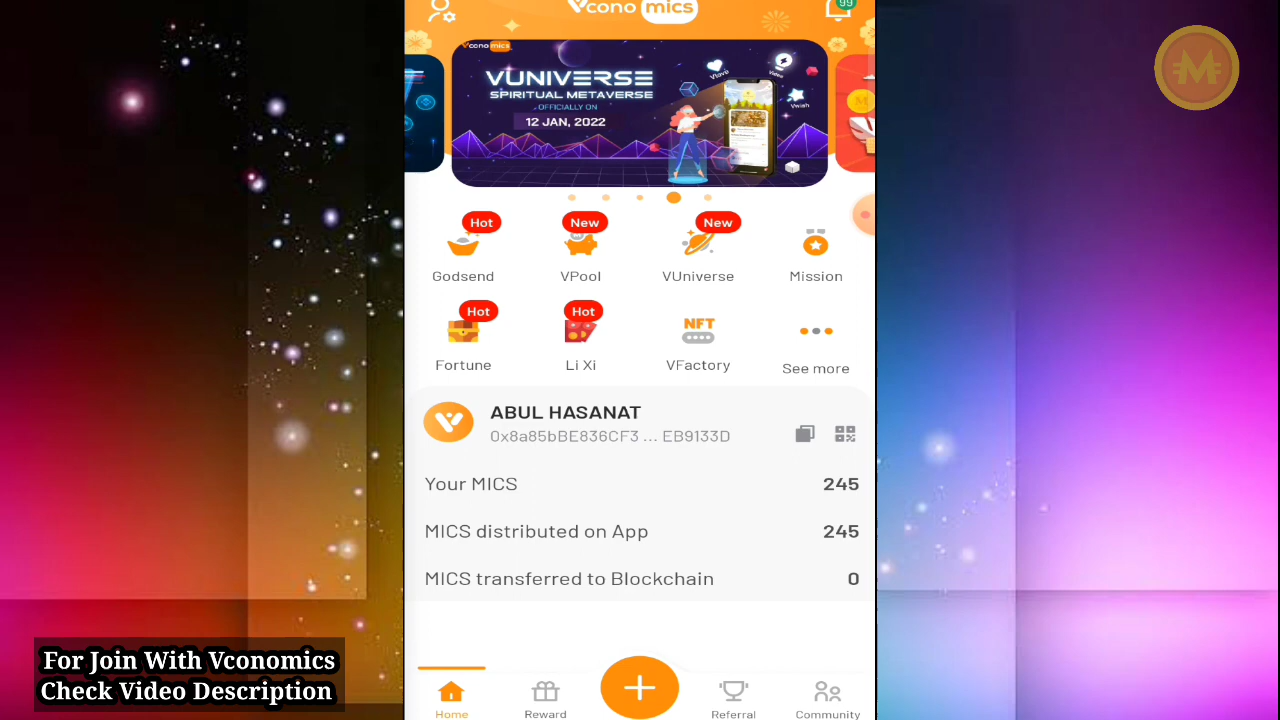 Vcono mics
99
Vcono mics
VUNIVERSE
SPIRITUAL METAVERSE
OFFICIALLY ON
12 JAN, 2022
Vlove
Video
Vwish
M
Hot
New
New
Godsend
VPool
VUniverse
Mission
Hot
Hot
NFT
Fortune
Li Xi
VFactory
See more
ABUL HASANAT
0x8a85bBE836CF3 ... EB9133D
Your MICS
245
MICS distributed on App
245
MICS transferred to Blockchain
0
For Join With Vconomics
Check Video Description
Home
Reward
Referral
Community